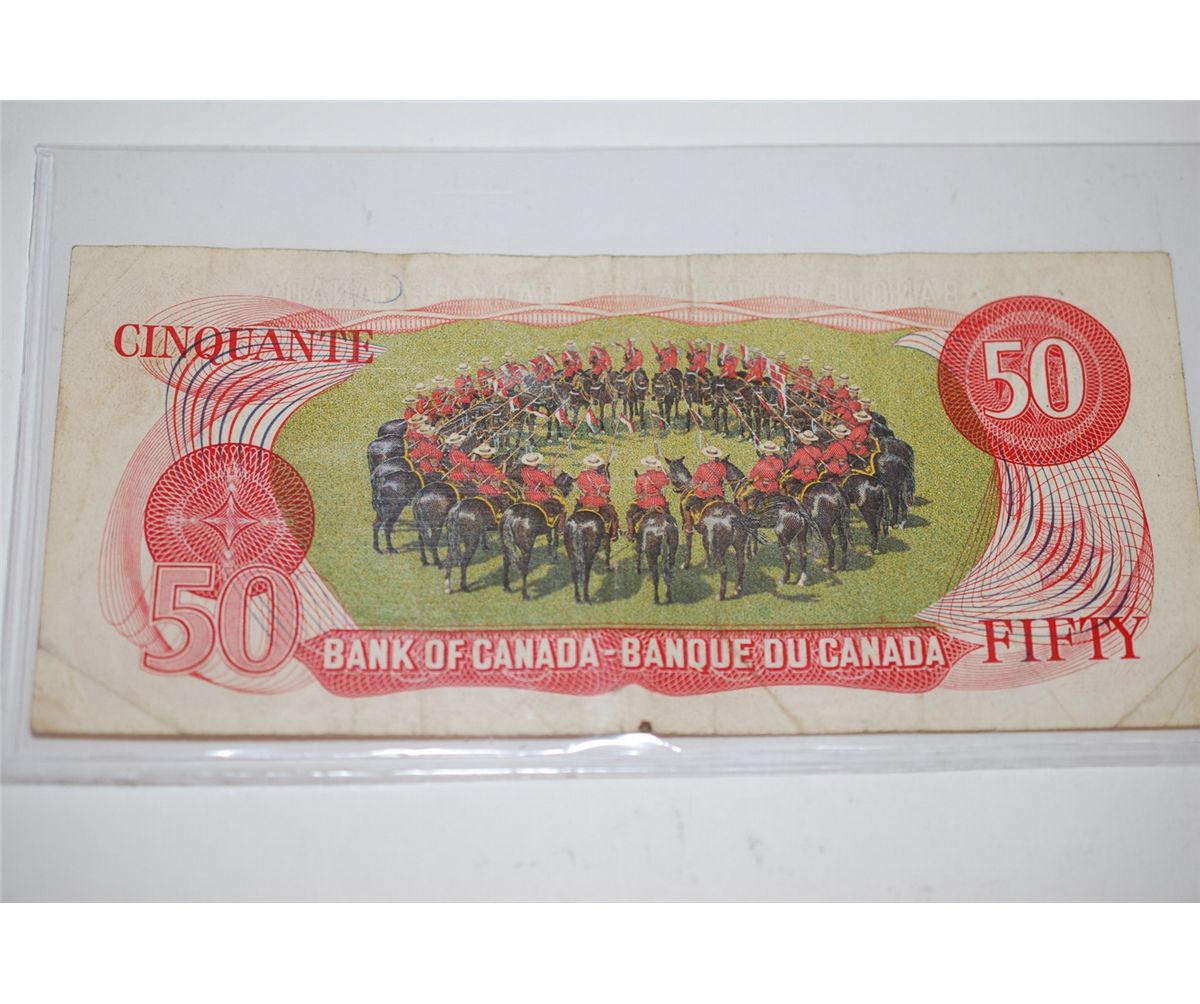 CINQUANTE
50
50
BANK OF CANADA - BANQUE DU CANADA
FIFTY